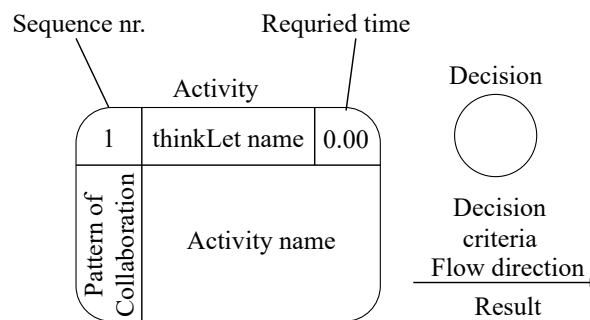 Sequence nr.
Requried time
Activity
1
thinkLet name
0.00
Pattern of
Collaboration
Activity name
Decision
Decision
criteria
Flow direction
Result